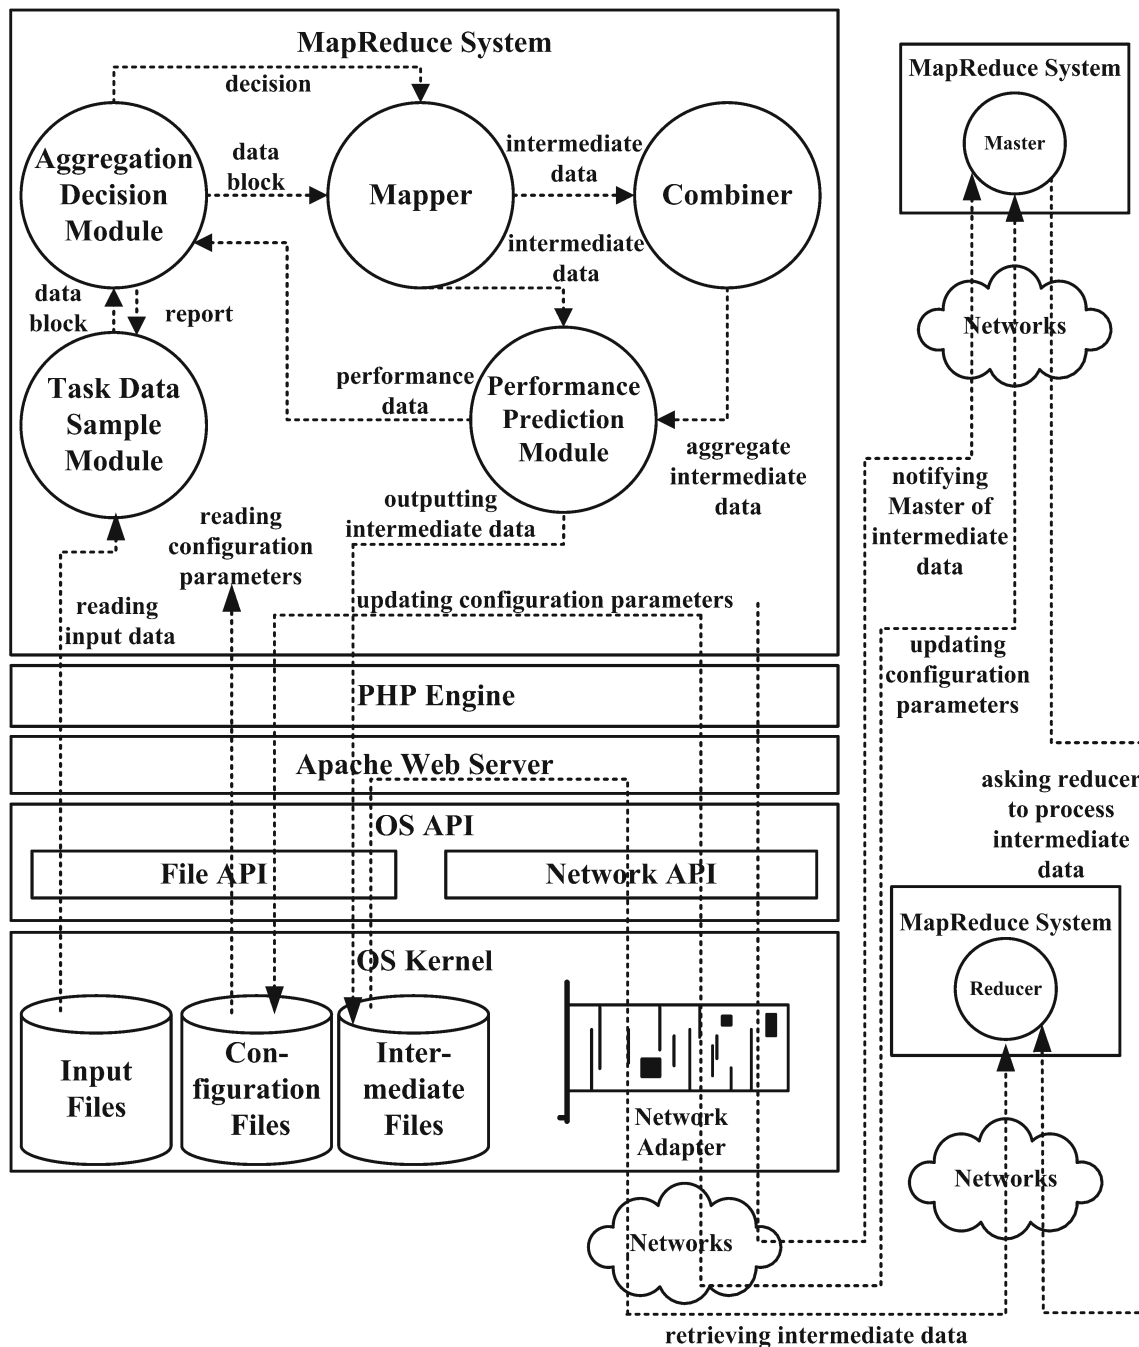 MapReduce System
decision
Aggregation
Decision
Module
data
block
Mapper
intermediate
data
Combiner
intermediate
data
data
block
report
Task Data
Sample
Module
performance
data
Performance
Prediction
Module
aggregate
intermediate
data
outputting
intermediate data
reading
configuration
parameters
reading
input data
updating configuration parameters
PHP Engine
Apache Web Server
OS API
File API
Network API
OS Kernel
Input
Files
Con-
figuration
Files
Inter-
mediate
Files
Network
Adapter
Networks
retrieving intermediate data
MapReduce System
Master
Networks
notifying
Master of
intermediate
data
updating
configuration
parameters
asking reducer
to process
intermediate
data
MapReduce System
Reducer
Networks